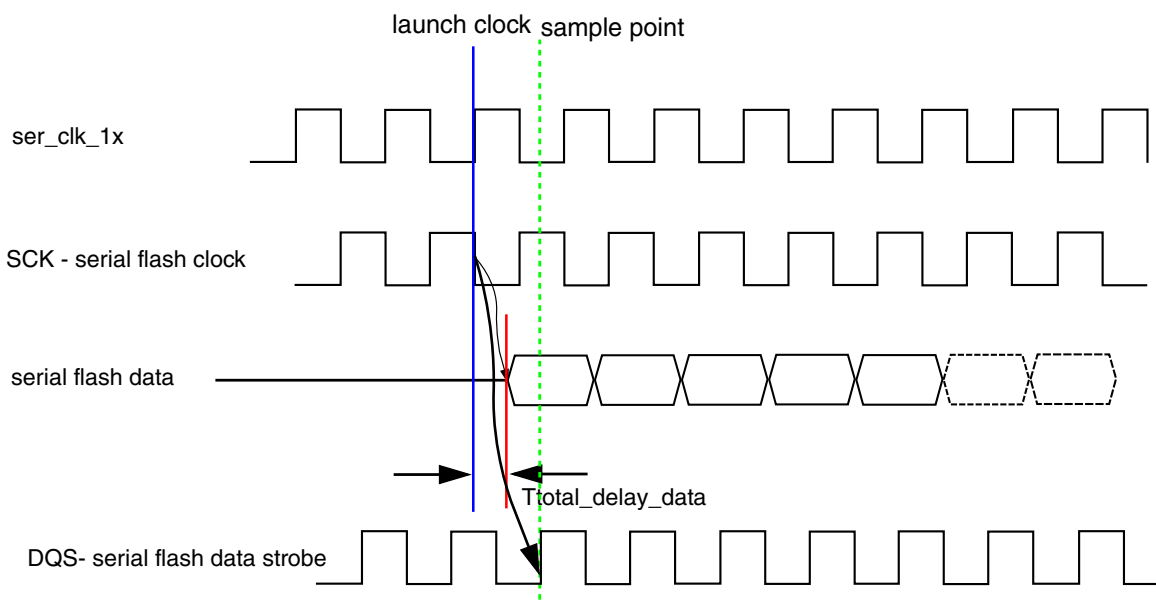 launch clock sample point
ser_clk_1x
SCK - serial flash clock
serial flash data
Ttotal_delay_data
DQS- serial flash data strobe